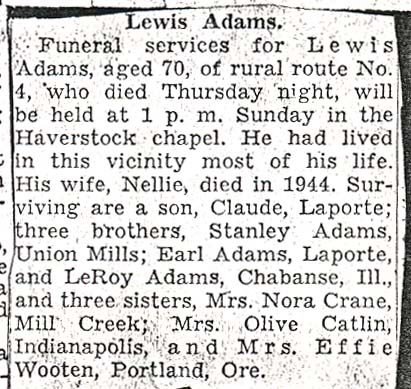 Lewis Adams.
Funeral services for Lewis
Adams, aged 70, of rural route No.
4, who died Thursday night, will
be held at 1 p. m. Sunday in the
Haverstock chapel. He had lived
in this vicinity most of his life.
His wife, Nellie, died in 1944. Sur-
viving are a son, Claude, Laporte;
three brothers, Stanley Adams,
Union Mills; Earl Adams, Laporte,
and LeRoy Adams, Chabanse, Ill.,
and three sisters, Mrs. Nora Crane,
Mill Creek; Mrs. Olive Catlin,
Indianapolis, and Mrs. Effie
Wooten, Portland, Ore.